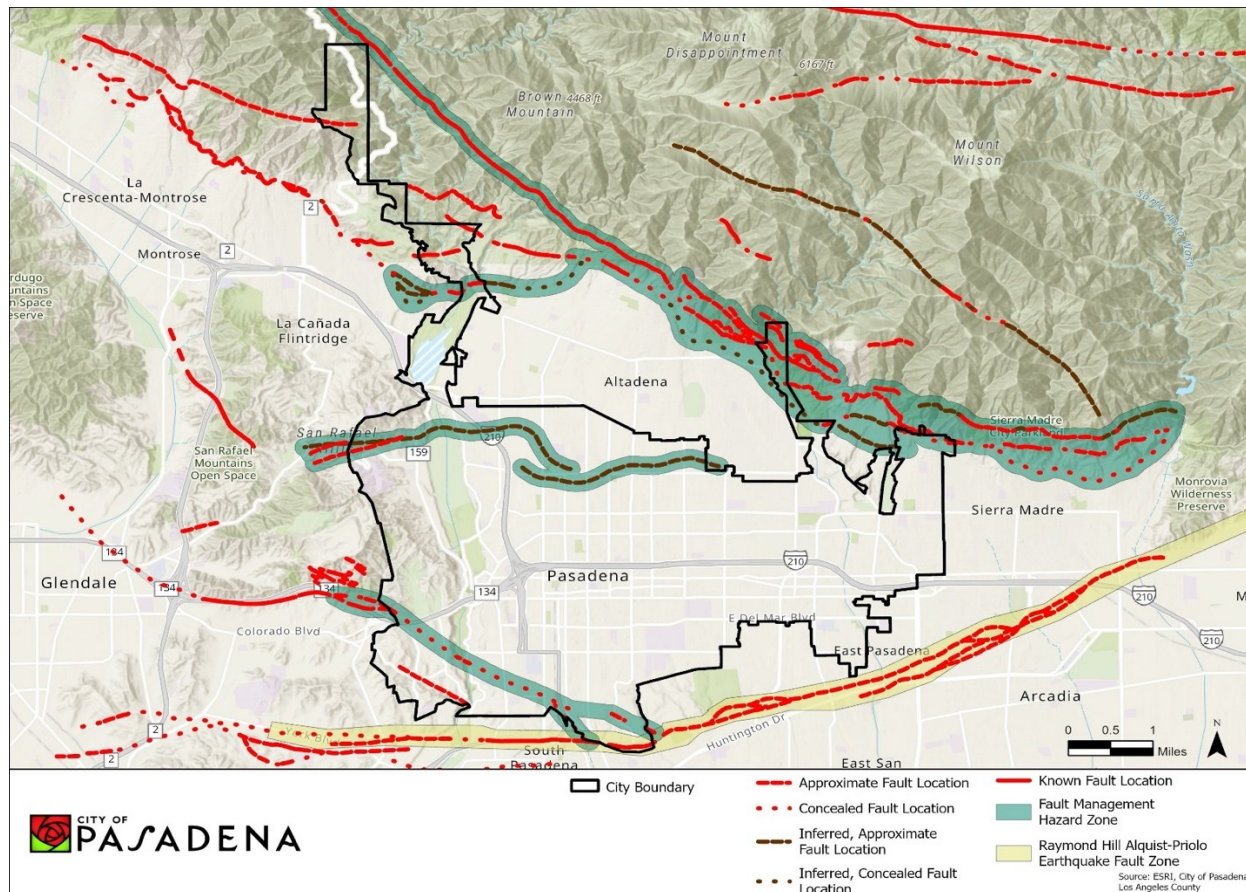 Mount
Disappointment
6167 ft
Brown
4468 ft
Mountain
Mount
Wilson
La
Crescenta-Montrose
2
2
Montrose
La Cañada
Flintridge
Altadena
Sierra Madre
City Parkland
San Rafael
159
210
San Rafael
Mountains
Open Space
Monrovia
Wilderness
Preserve
Sierra Madre
134
Glendale
134
134
134
Pasadena
210
210
Colorado Blvd
E Del Mar Blvd
East Pasadena
Arcadia
Huntington Dr
2
2
South
Pasadena
East San
0 0.5 1
Miles
N
City Boundary
Approximate Fault Location
Concealed Fault Location
Inferred, Approximate
Fault Location
Inferred, Concealed Fault
Location
Known Fault Location
Fault Management
Hazard Zone
Raymond Hill Alquist-Priolo
Earthquake Fault Zone
Source: ESRI, City of Pasadena
Los Angeles County
CITY OF
PASADENA